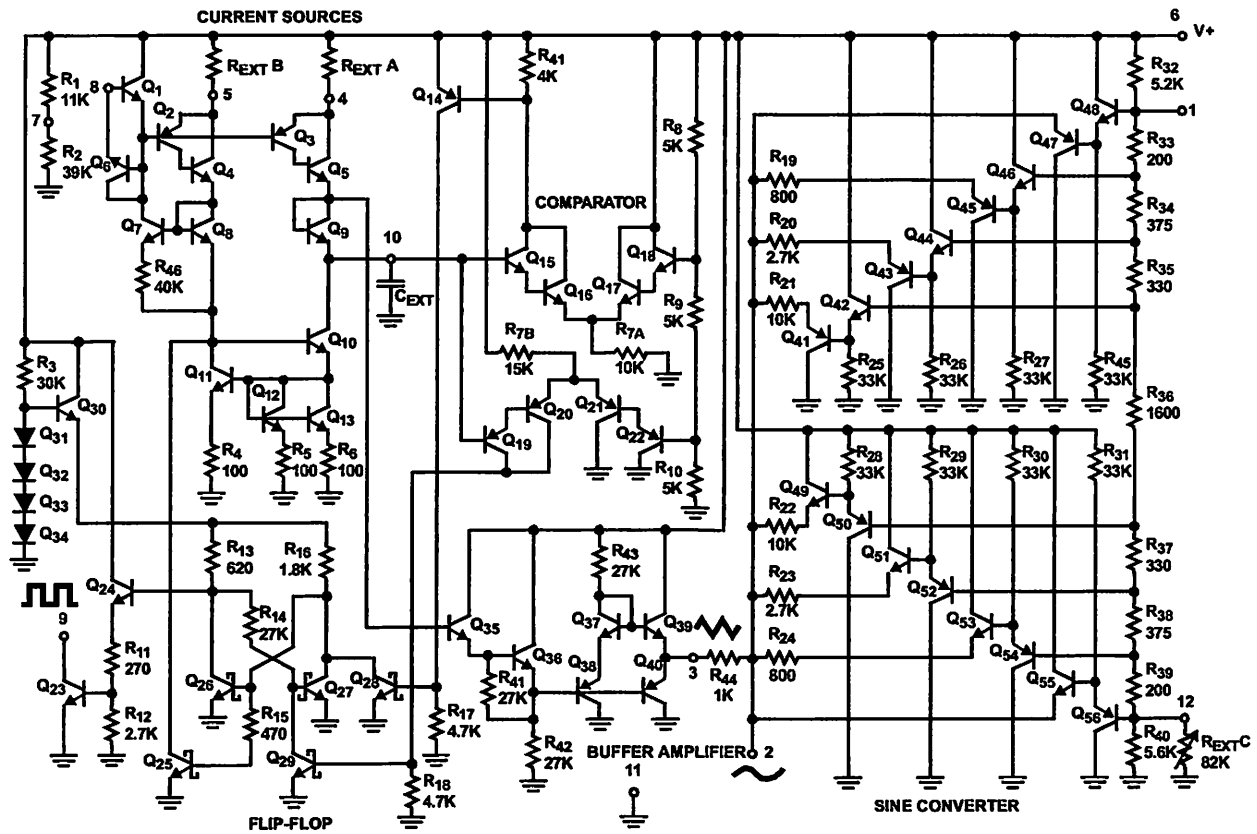 CURRENT SOURCES
6
V+
R1
11K
8
Q1
REXT B
5
REXT A
4
R41
4K
Q14
R32
5.2K
7
Q2
Q3
R8
5K
Q48
1
R2
39K
Q6
Q4
Q5
Q47
R33
200
R19
800
Q46
COMPARATOR
Q45
R34
375
Q7
Q8
Q9
10
Q15
Q18
R20
2.7K
Q44
R46
40K
CEXT
Q16
Q17
Q43
R35
330
R21
10K
Q42
R9
5K
R7B
15K
R7A
10K
Q41
Q10
R25
33K
R26
33K
R27
33K
R45
33K
R3
30K
Q11
Q12
Q30
Q13
Q20
Q21
R36
1600
Q31
Q19
Q22
R4
100
R5
100
R6
100
R10
5K
R28
33K
R29
33K
R30
33K
R31
33K
Q32
Q33
Q34
Q49
R22
10K
Q50
R13
620
R16
1.8K
R43
27K
Q51
R37
330
Q24
R14
27K
R23
2.7K
Q52
9
Q35
Q37
Q39
R38
375
R24
800
Q53
R11
270
Q36
Q38
Q40
3
R44
1K
Q54
Q23
Q26
Q27
Q28
R41
27K
Q55
R39
200
R12
2.7K
R15
470
R17
4.7K
Q56
12
R42
27K
BUFFER AMPLIFIER
2
R40
5.6K
REXTC
82K
Q25
Q29
R18
4.7K
11
FLIP-FLOP
SINE CONVERTER